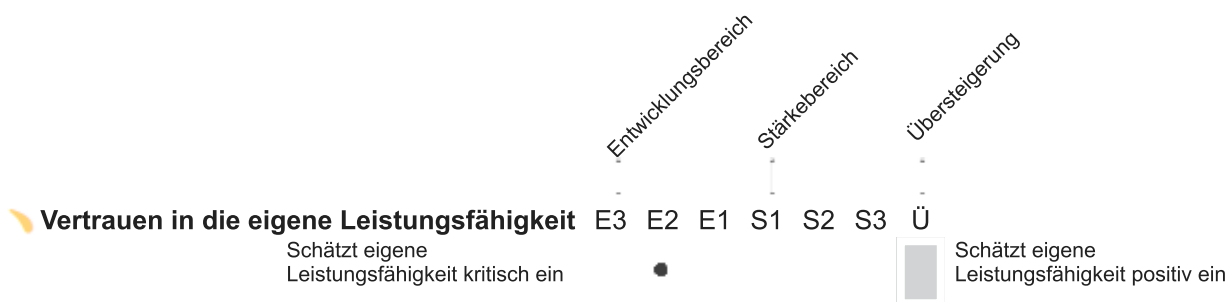 Entwicklungsbereich
Stärkebereich
Übersteigerung
Vertrauen in die eigene Leistungsfähigkeit E3 E2 E1 S1 S2 S3 Ü
Schätzt eigene
Leistungsfähigkeit kritisch ein
Schätzt eigene
Leistungsfähigkeit positiv ein